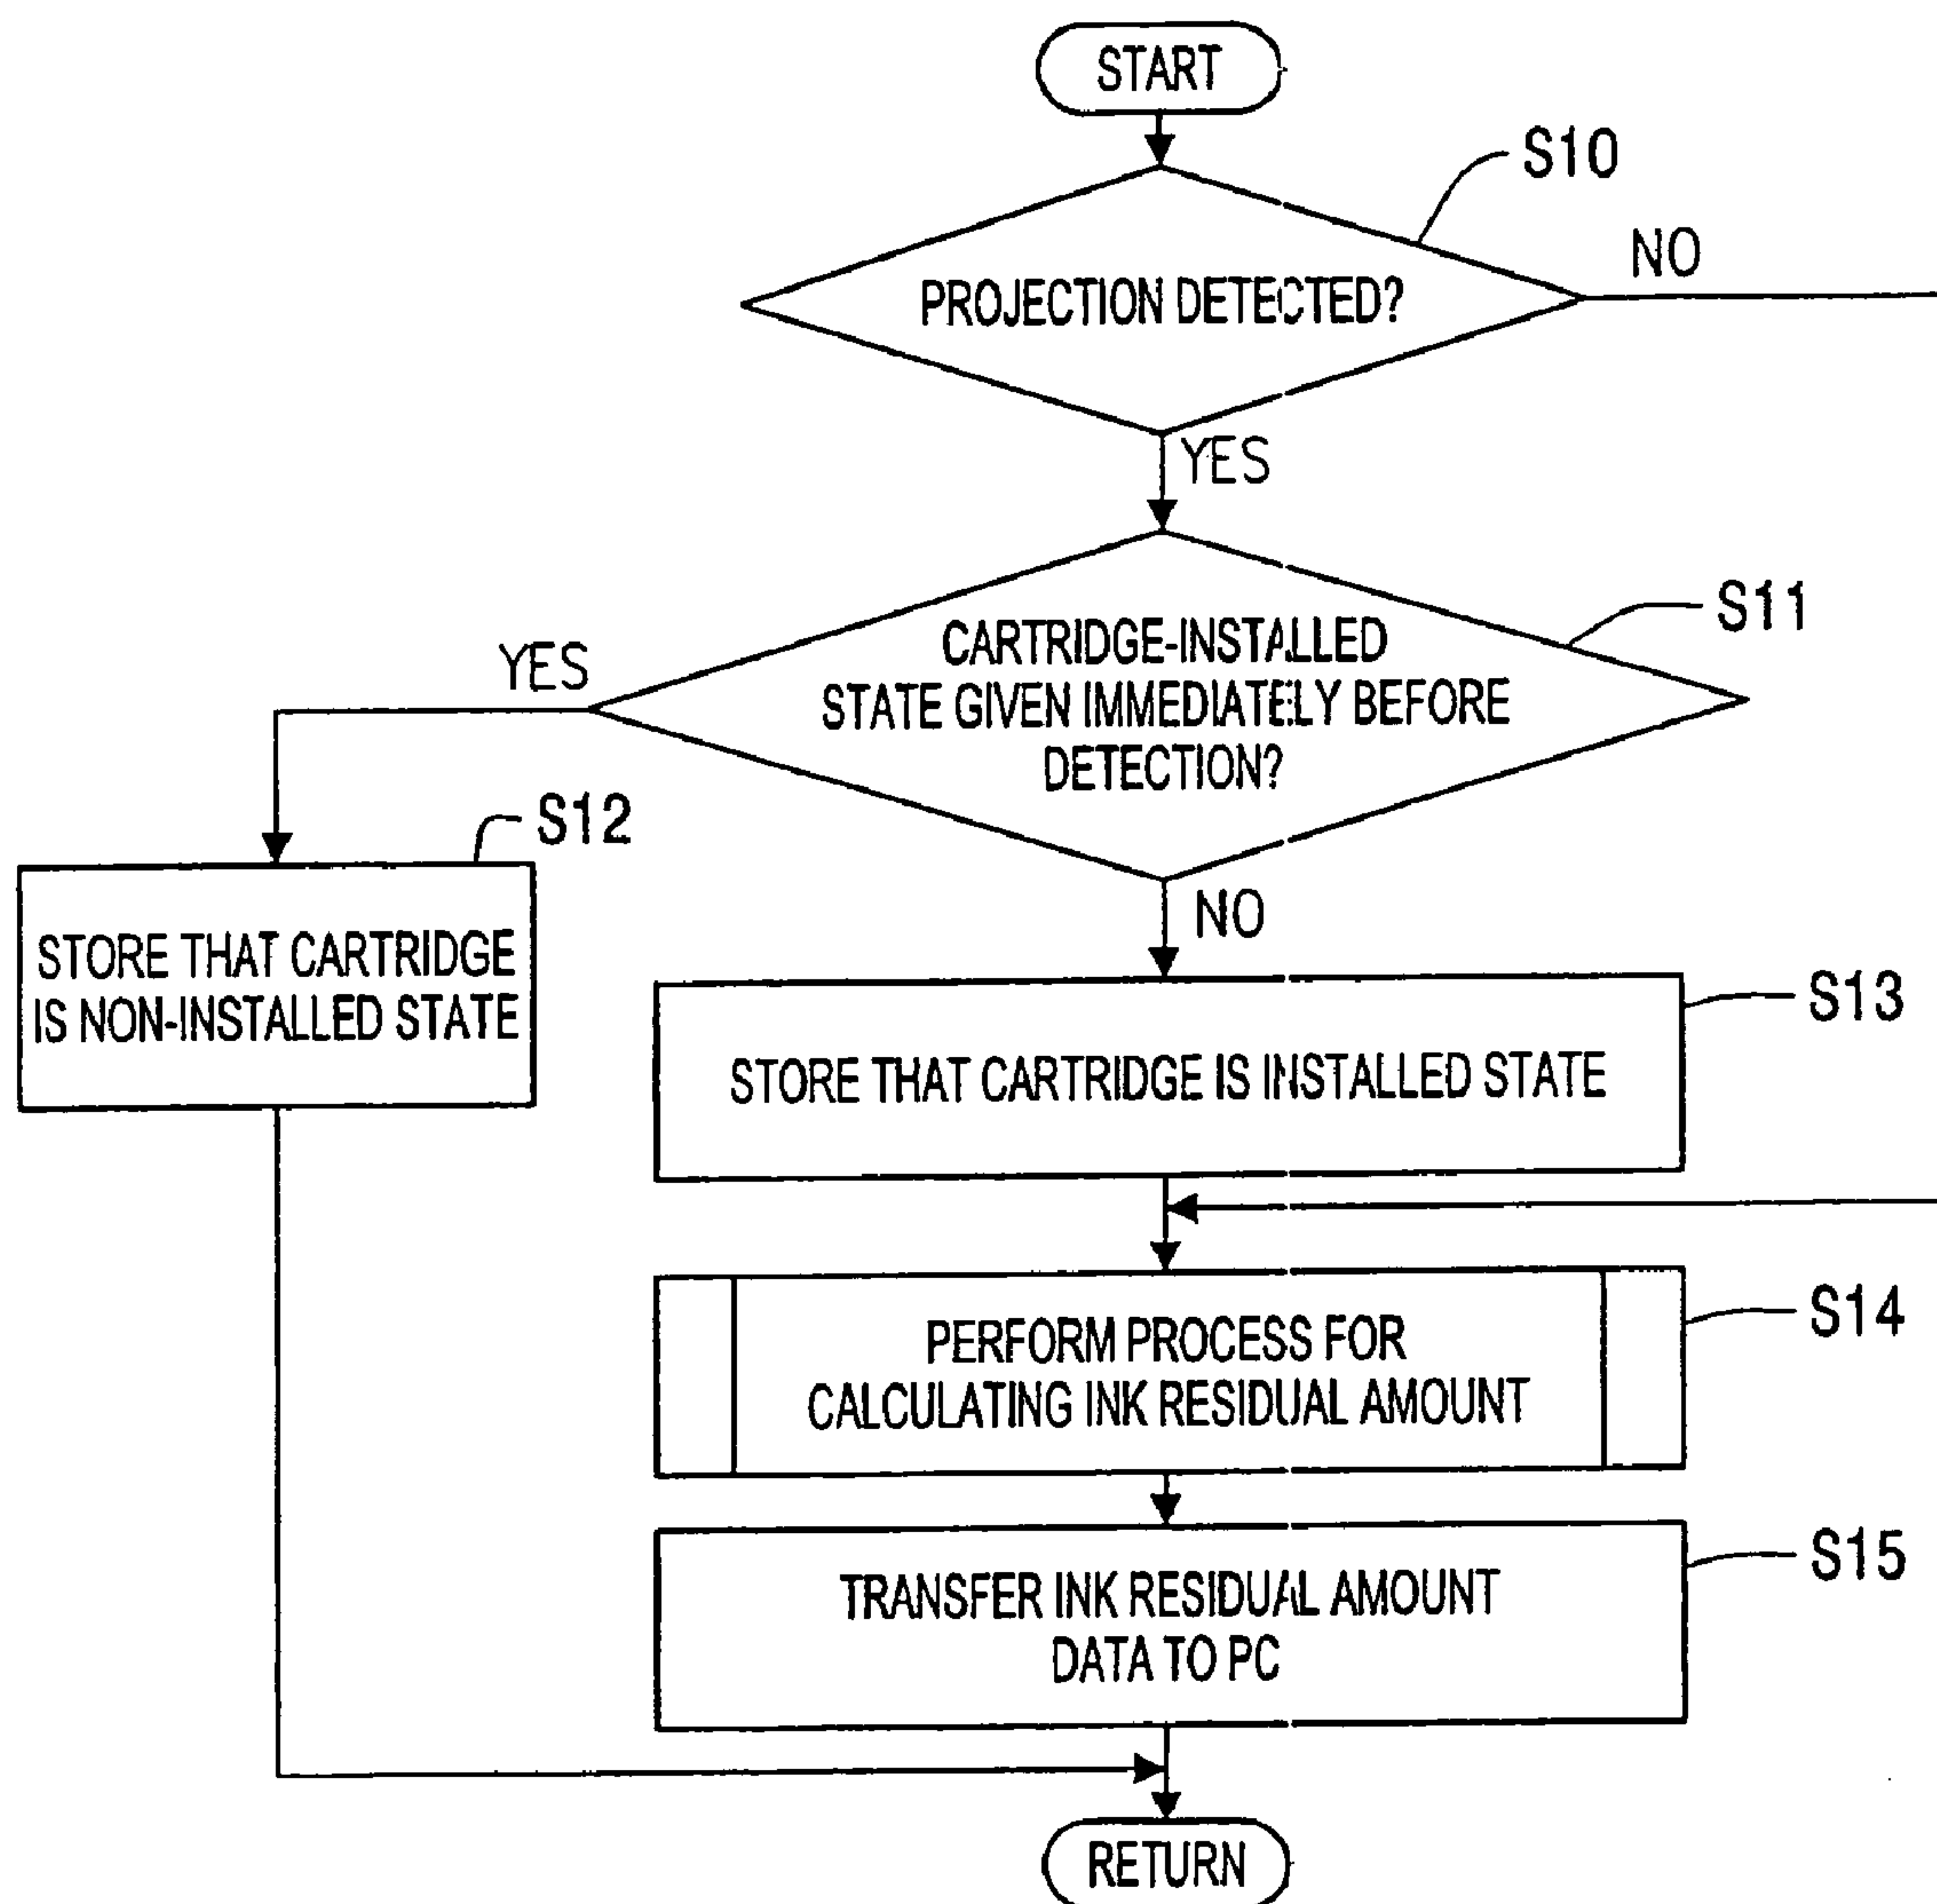 START
S10
NO
PROJECTION DETECTED?
YES
S11
CARTRIDGE-INSTALLED
STATE GIVEN IMMEDIATELY BEFORE
DETECTION?
YES
S12
NO
STORE THAT CARTRIDGE
IS NON-INSTALLED STATE
S13
STORE THAT CARTRIDGE IS INSTALLED STATE
S14
PERFORM PROCESS FOR
CALCULATING INK RESIDUAL AMOUNT
S15
TRANSFER INK RESIDUAL AMOUNT
DATA TO PC
RETURN